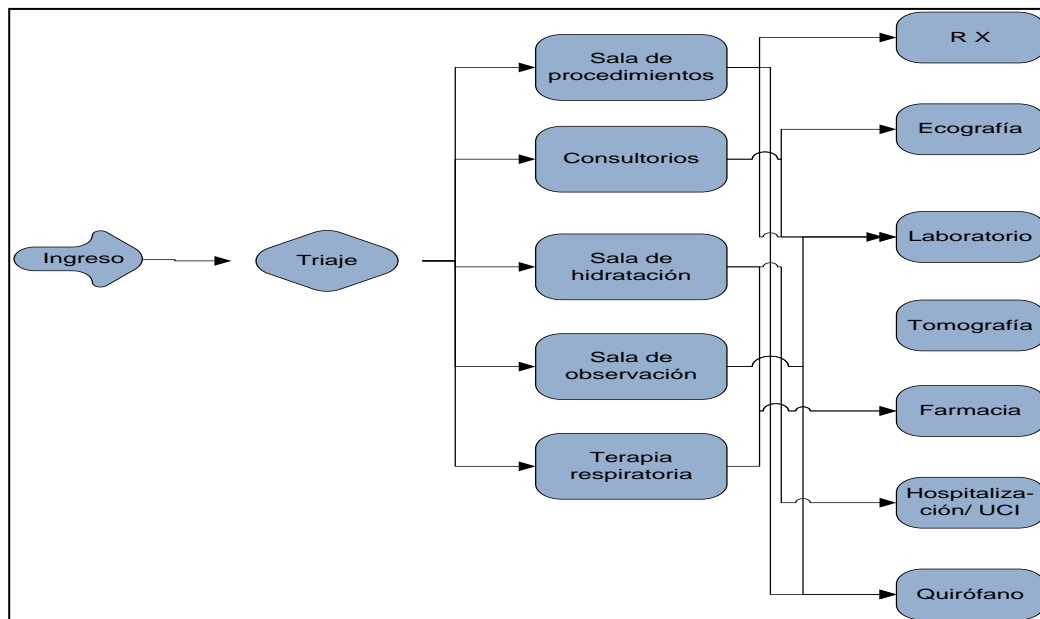 Ingreso
Triaje
Sala de
procedimientos
Consultorios
Sala de
hidratación
Sala de
observación
Terapia
respiratoria
R X
Ecografía
Laboratorio
Tomografía
Farmacia
Hospitaliza-
ción/ UCI
Quirófano